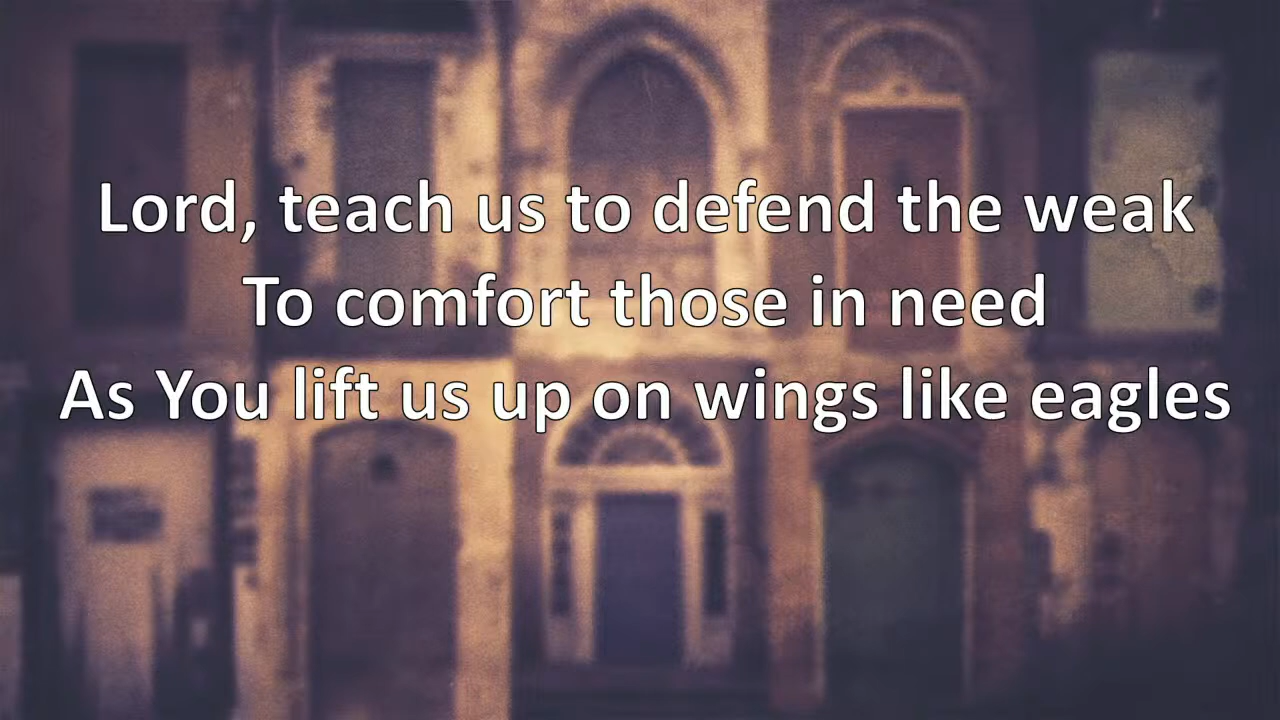 Lord, teach us to defend the weak
To comfort those in need
As You lift us up on wings like eagles